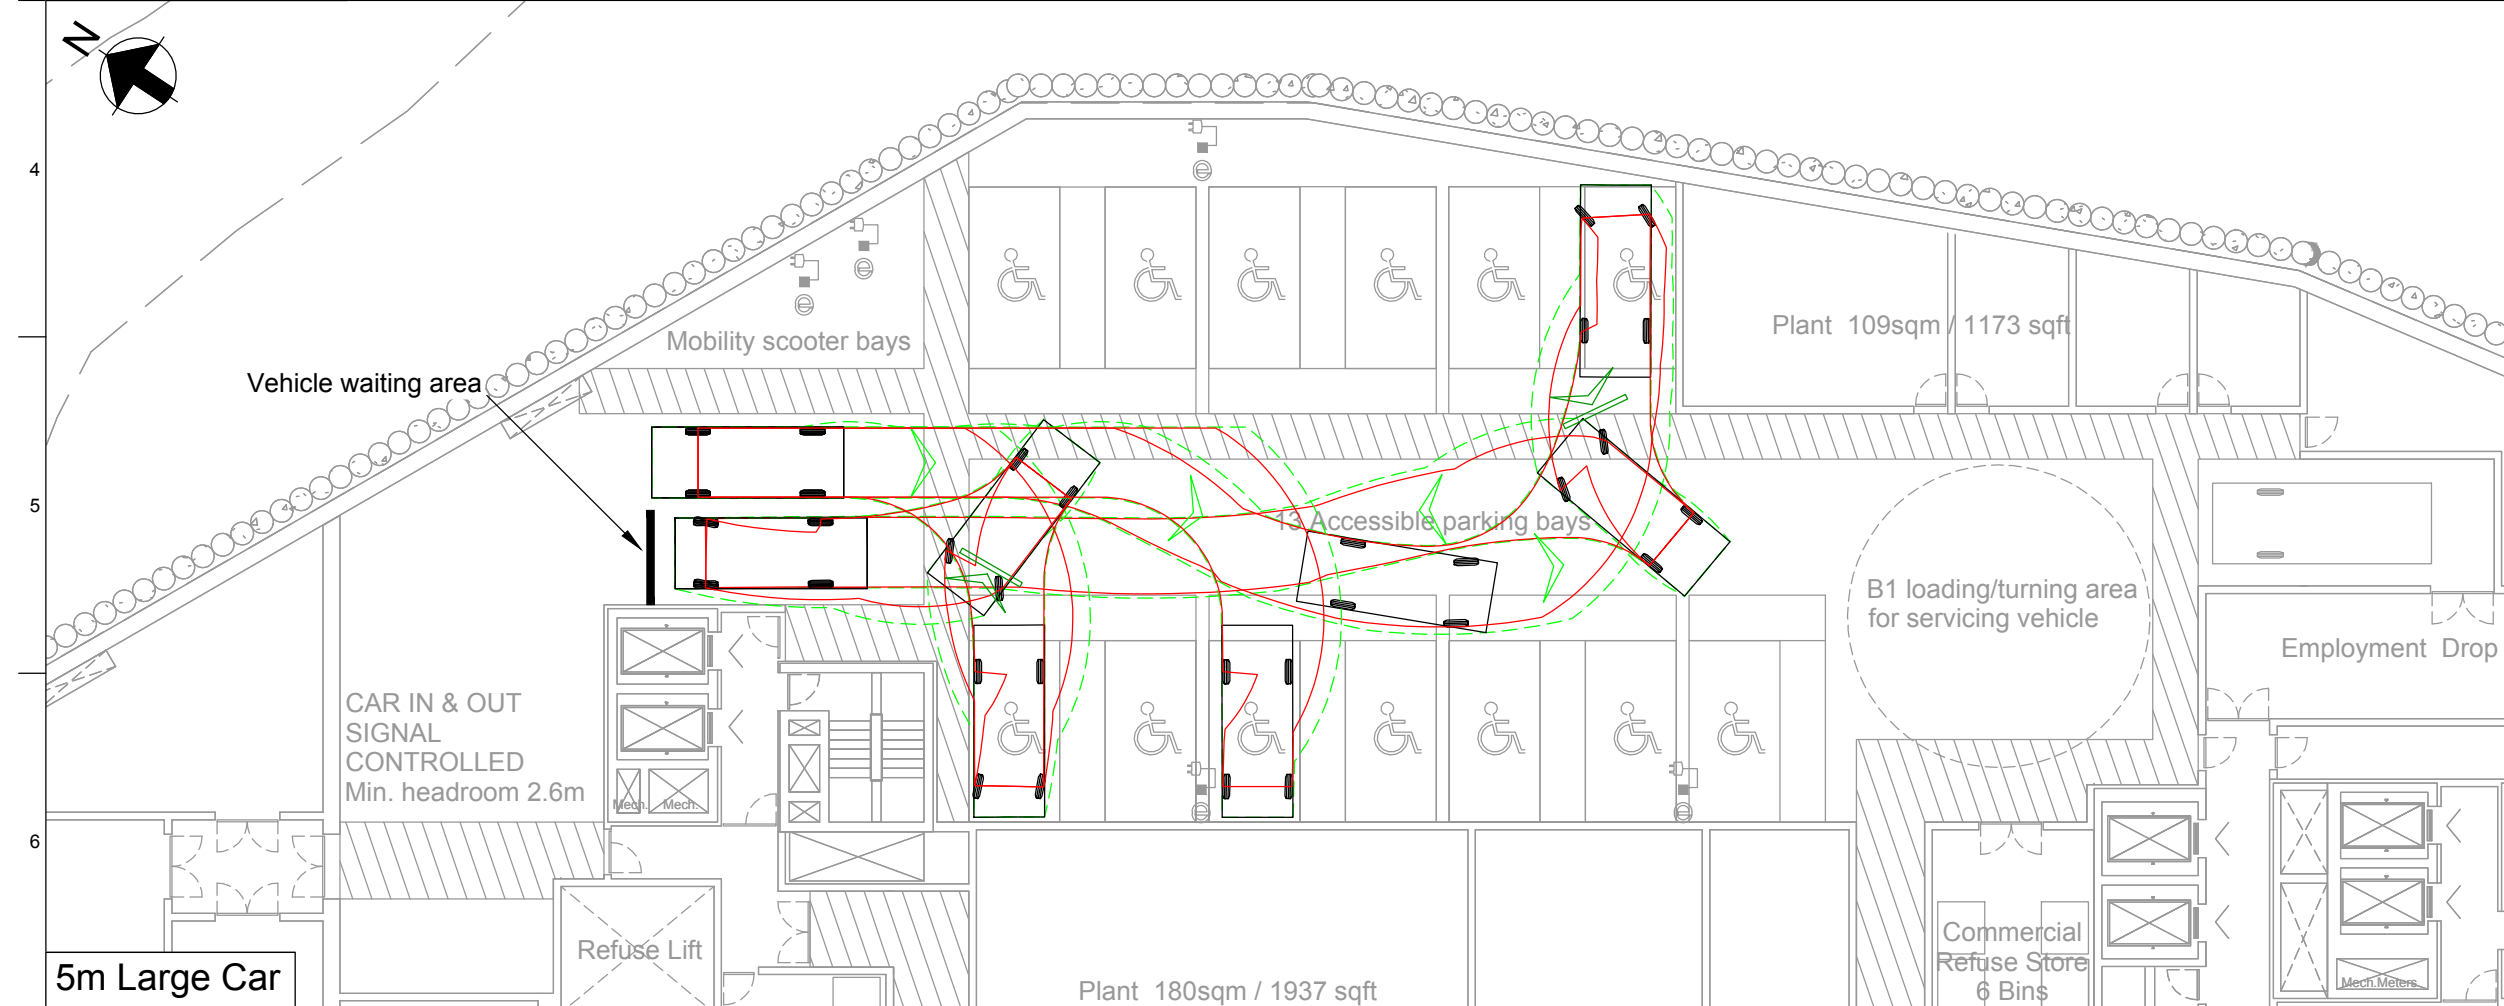 N
4
e
e
e
Mobility scooter bays
Plant 109sqm / 1173 sqft
Vehicle waiting area
5
13 Accessible parking bays
B1 loading/turning area
for servicing vehicle
Employment Drop
CAR IN & OUT
SIGNAL
CONTROLLED
Min. headroom 2.6m
Mech. Mech.
e
e
6
Refuse Lift
Commercial
Refuse Store
6 Bins
Mech.Meters.
5m Large Car
Plant 180sqm / 1937 sqft